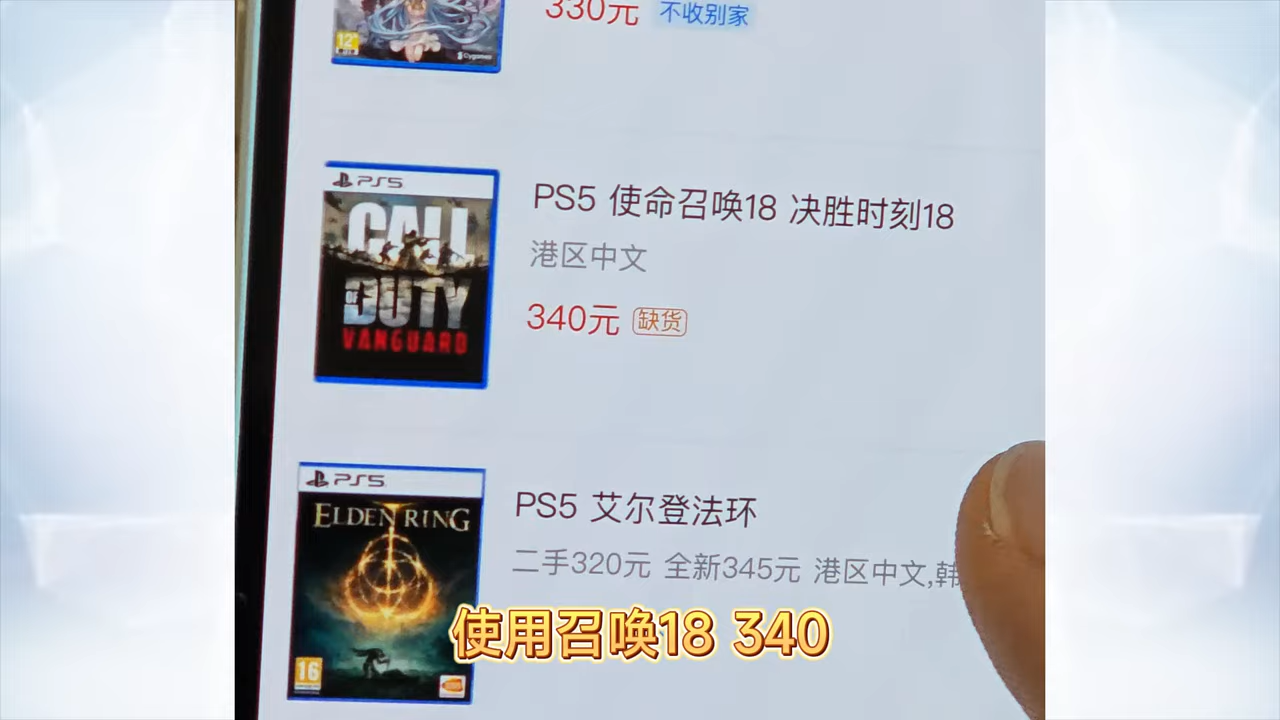 330元 不收别家
12
Cygames
PS5
CALL
OF DUTY
VANGUARD
PS5 使命召唤18 决胜时刻18
港区中文
340元 缺货
PS5
ELDEN RING
16
PS5 艾尔登法环
二手320元 全新345元 港区中文,韩
使用召唤18 340